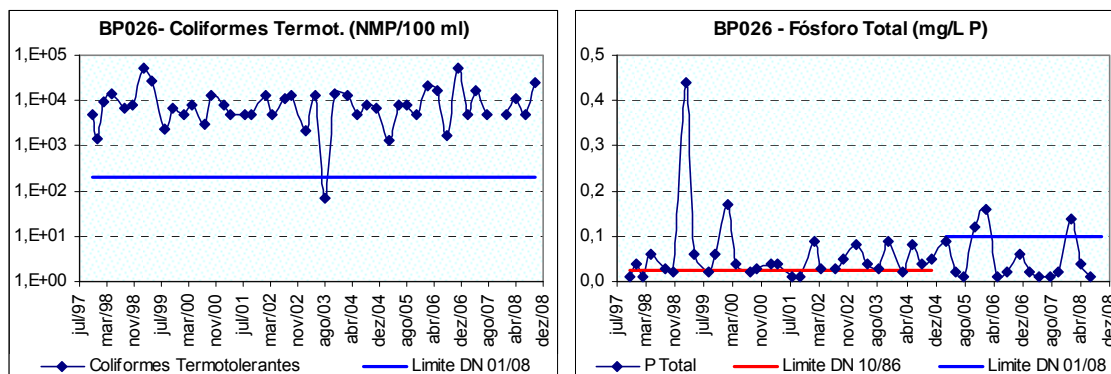 BP026- Coliformes Termot. (NMP/100 ml)
1,E+05
1,E+04
1,E+03
1,E+02
1,E+01
1,E+00
jul/97
mar/98
nov/98
jul/99
mar/00
nov/00
jul/01
mar/02
nov/02
ago/03
abr/04
dez/04
ago/05
abr/06
dez/06
ago/07
abr/08
dez/08
Coliformes Termotolerantes
Limite DN 01/08
BP026 - Fósforo Total (mg/L P)
0,5
0,4
0,3
0,2
0,1
0,0
jul/97
mar/98
nov/98
jul/99
mar/00
nov/00
jul/01
mar/02
nov/02
ago/03
abr/04
dez/04
ago/05
abr/06
dez/06
ago/07
abr/08
dez/08
P Total
Limite DN 10/86
Limite DN 01/08